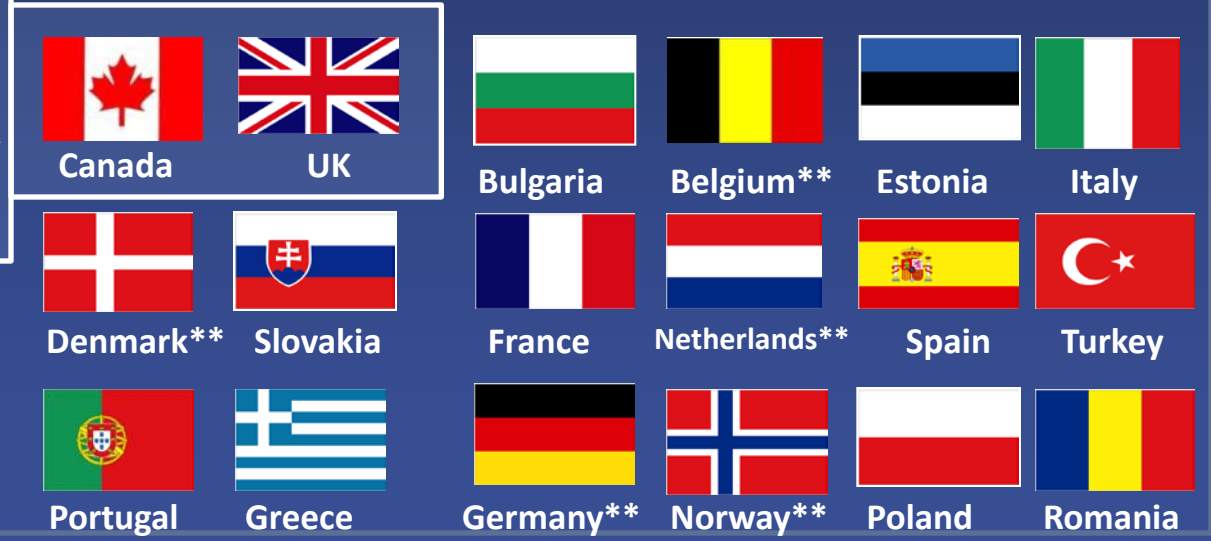 Canada UK
Bulgaria Belgium** Estonia Italy
Denmark** Slovakia France Netherlands** Spain Turkey
Portugal Greece Germany** Norway** Poland Romania